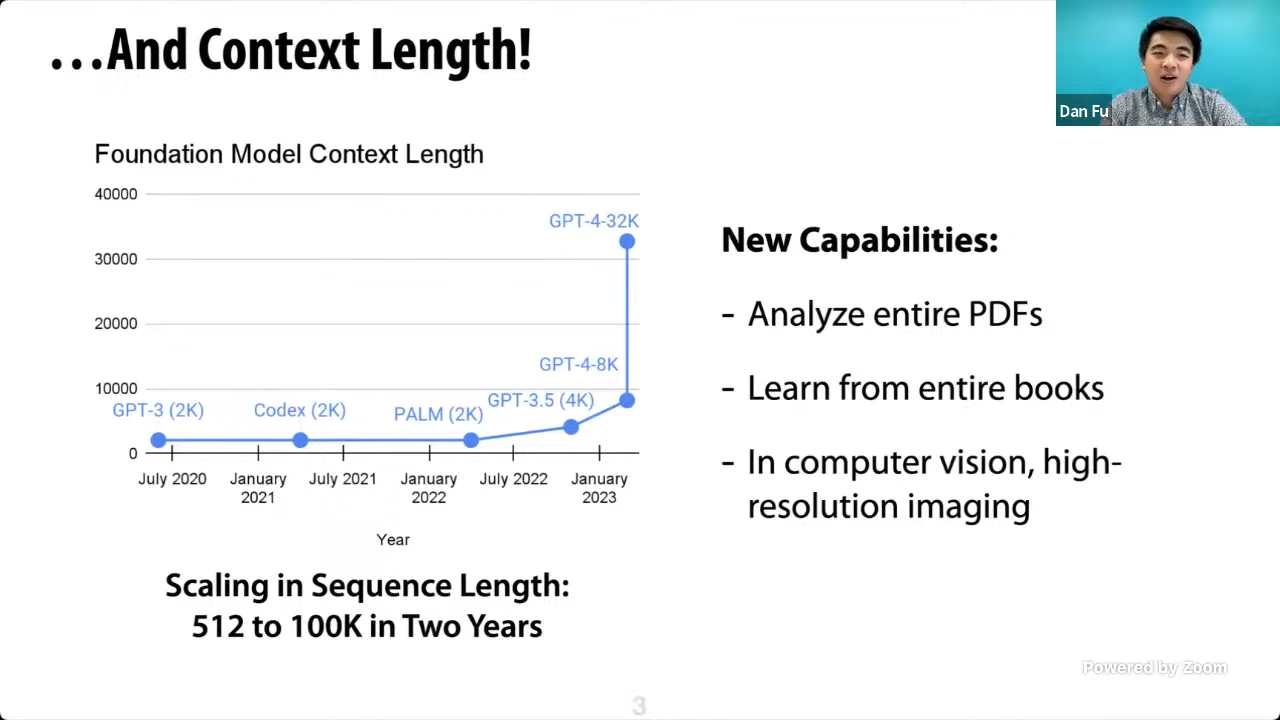 …And Context Length!
Dan Fu
Foundation Model Context Length
40000
30000
20000
10000
0
GPT-4-32K
GPT-4-8K
GPT-3.5 (4K)
GPT-3 (2K)
Codex (2K)
PALM (2K)
July 2020
January
2021
July 2021
January
2022
July 2022
January
2023
Year
Scaling in Sequence Length:
512 to 100K in Two Years
New Capabilities:
- Analyze entire PDFs
- Learn from entire books
- In computer vision, high-
resolution imaging
Powered by Zoom
3